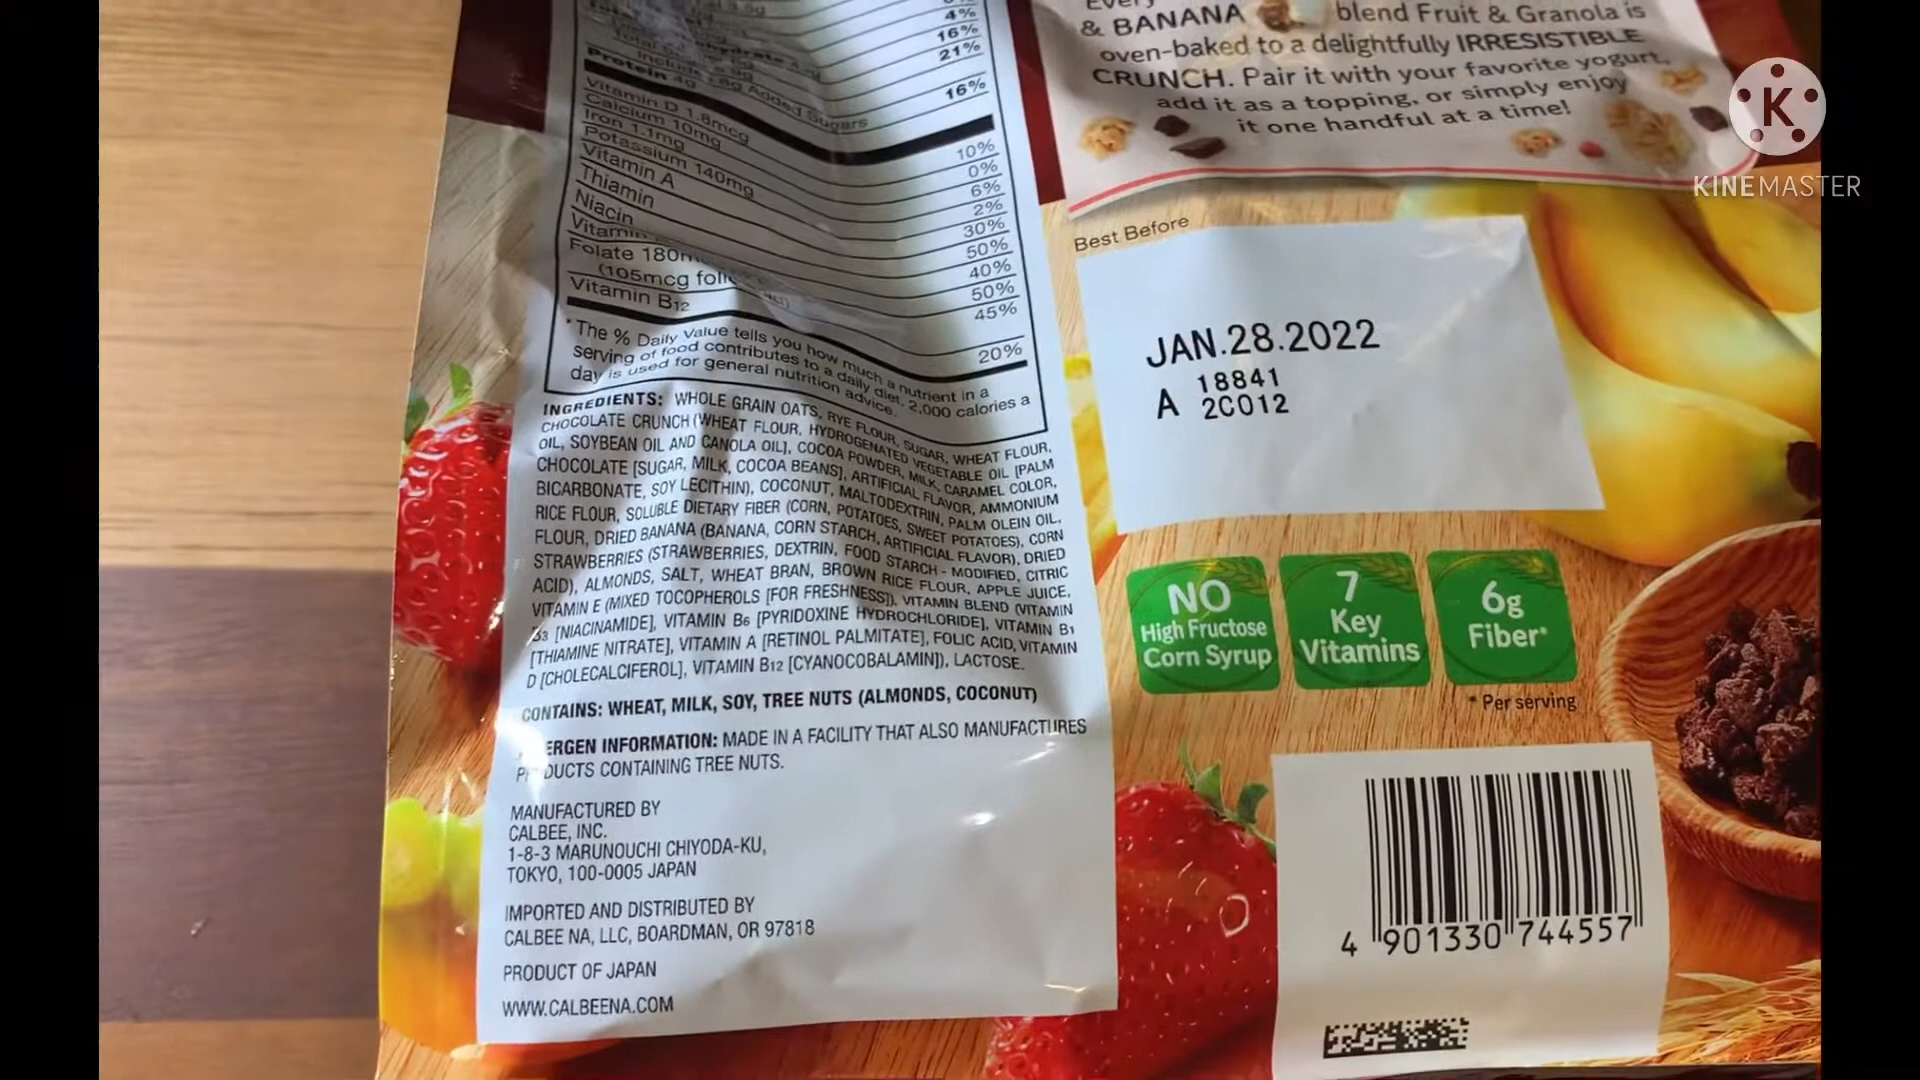 4%
16%
21%
16%
Protein 4g
Vitamin D 1.8mcg 10%
Calcium 10mg 0%
Iron 1.1mg 6%
Potassium 140mg 2%
Vitamin A 30%
Thiamin 50%
Niacin 40%
Vitamin 50%
Folate 45%
(105mcg
Vitamin B12 20%
*The % Daily Value tells you how much a nutrient in a
serving of food contributes to a daily diet. 2,000 calories a
day is used for general nutrition advice.
INGREDIENTS: WHOLE GRAIN OATS, RYE FLOUR, SUGAR, WHEAT FLOUR,
CHOCOLATE CRUNCH (WHEAT FLOUR, HYDROGENATED VEGETABLE OIL [PALM
OIL, SOYBEAN OIL AND CANOLA OIL], COCOA POWDER, MILK, CARAMEL COLOR,
CHOCOLATE [SUGAR, MILK, COCOA BEANS], ARTIFICIAL FLAVOR, AMMONIUM
BICARBONATE, SOY LECITHIN), COCONUT, MALTODEXTRIN, PALM OLEIN OIL,
RICE FLOUR, SOLUBLE DIETARY FIBER (CORN, POTATOES, SWEET POTATOES), CORN
FLOUR, DRIED BANANA (BANANA, CORN STARCH, ARTIFICIAL FLAVOR), DRIED
STRAWBERRIES (STRAWBERRIES, DEXTRIN, FOOD STARCH - MODIFIED, CITRIC
ACID), ALMONDS, SALT, WHEAT BRAN, BROWN RICE FLOUR, APPLE JUICE,
VITAMIN E (MIXED TOCOPHEROLS [FOR FRESHNESS]), VITAMIN BLEND (VITAMIN
B3 [NIACINAMIDE], VITAMIN B6 [PYRIDOXINE HYDROCHLORIDE], VITAMIN B1
[THIAMINE NITRATE], VITAMIN A [RETINOL PALMITATE], FOLIC ACID, VITAMIN
D [CHOLECALCIFEROL], VITAMIN B12 [CYANOCOBALAMIN]), LACTOSE.
CONTAINS: WHEAT, MILK, SOY, TREE NUTS (ALMONDS, COCONUT)
INFORMATION: MADE IN A FACILITY THAT ALSO MANUFACTURES
CONTAINING TREE NUTS.
MANUFACTURED BY
CALBEE, INC.
1-8-3 MARUNOUCHI CHIYODA-KU,
TOKYO, 100-0005 JAPAN
IMPORTED AND DISTRIBUTED BY
CALBEE NA, LLC, BOARDMAN, OR 97818
PRODUCT OF JAPAN
WWW.CALBEENA.COM
Every
& BANANA blend Fruit & Granola is
oven-baked to a delightfully IRRESISTIBLE
CRUNCH. Pair it with your favorite yogurt,
add it as a topping, or simply enjoy
it one handful at a time!
K
KINEMASTER
Best Before
JAN.28.2022
A 18841
2C012
NO
High Fructose
Corn Syrup
7
Key
Vitamins
6g
Fiber*
* Per serving
4 901330 744557